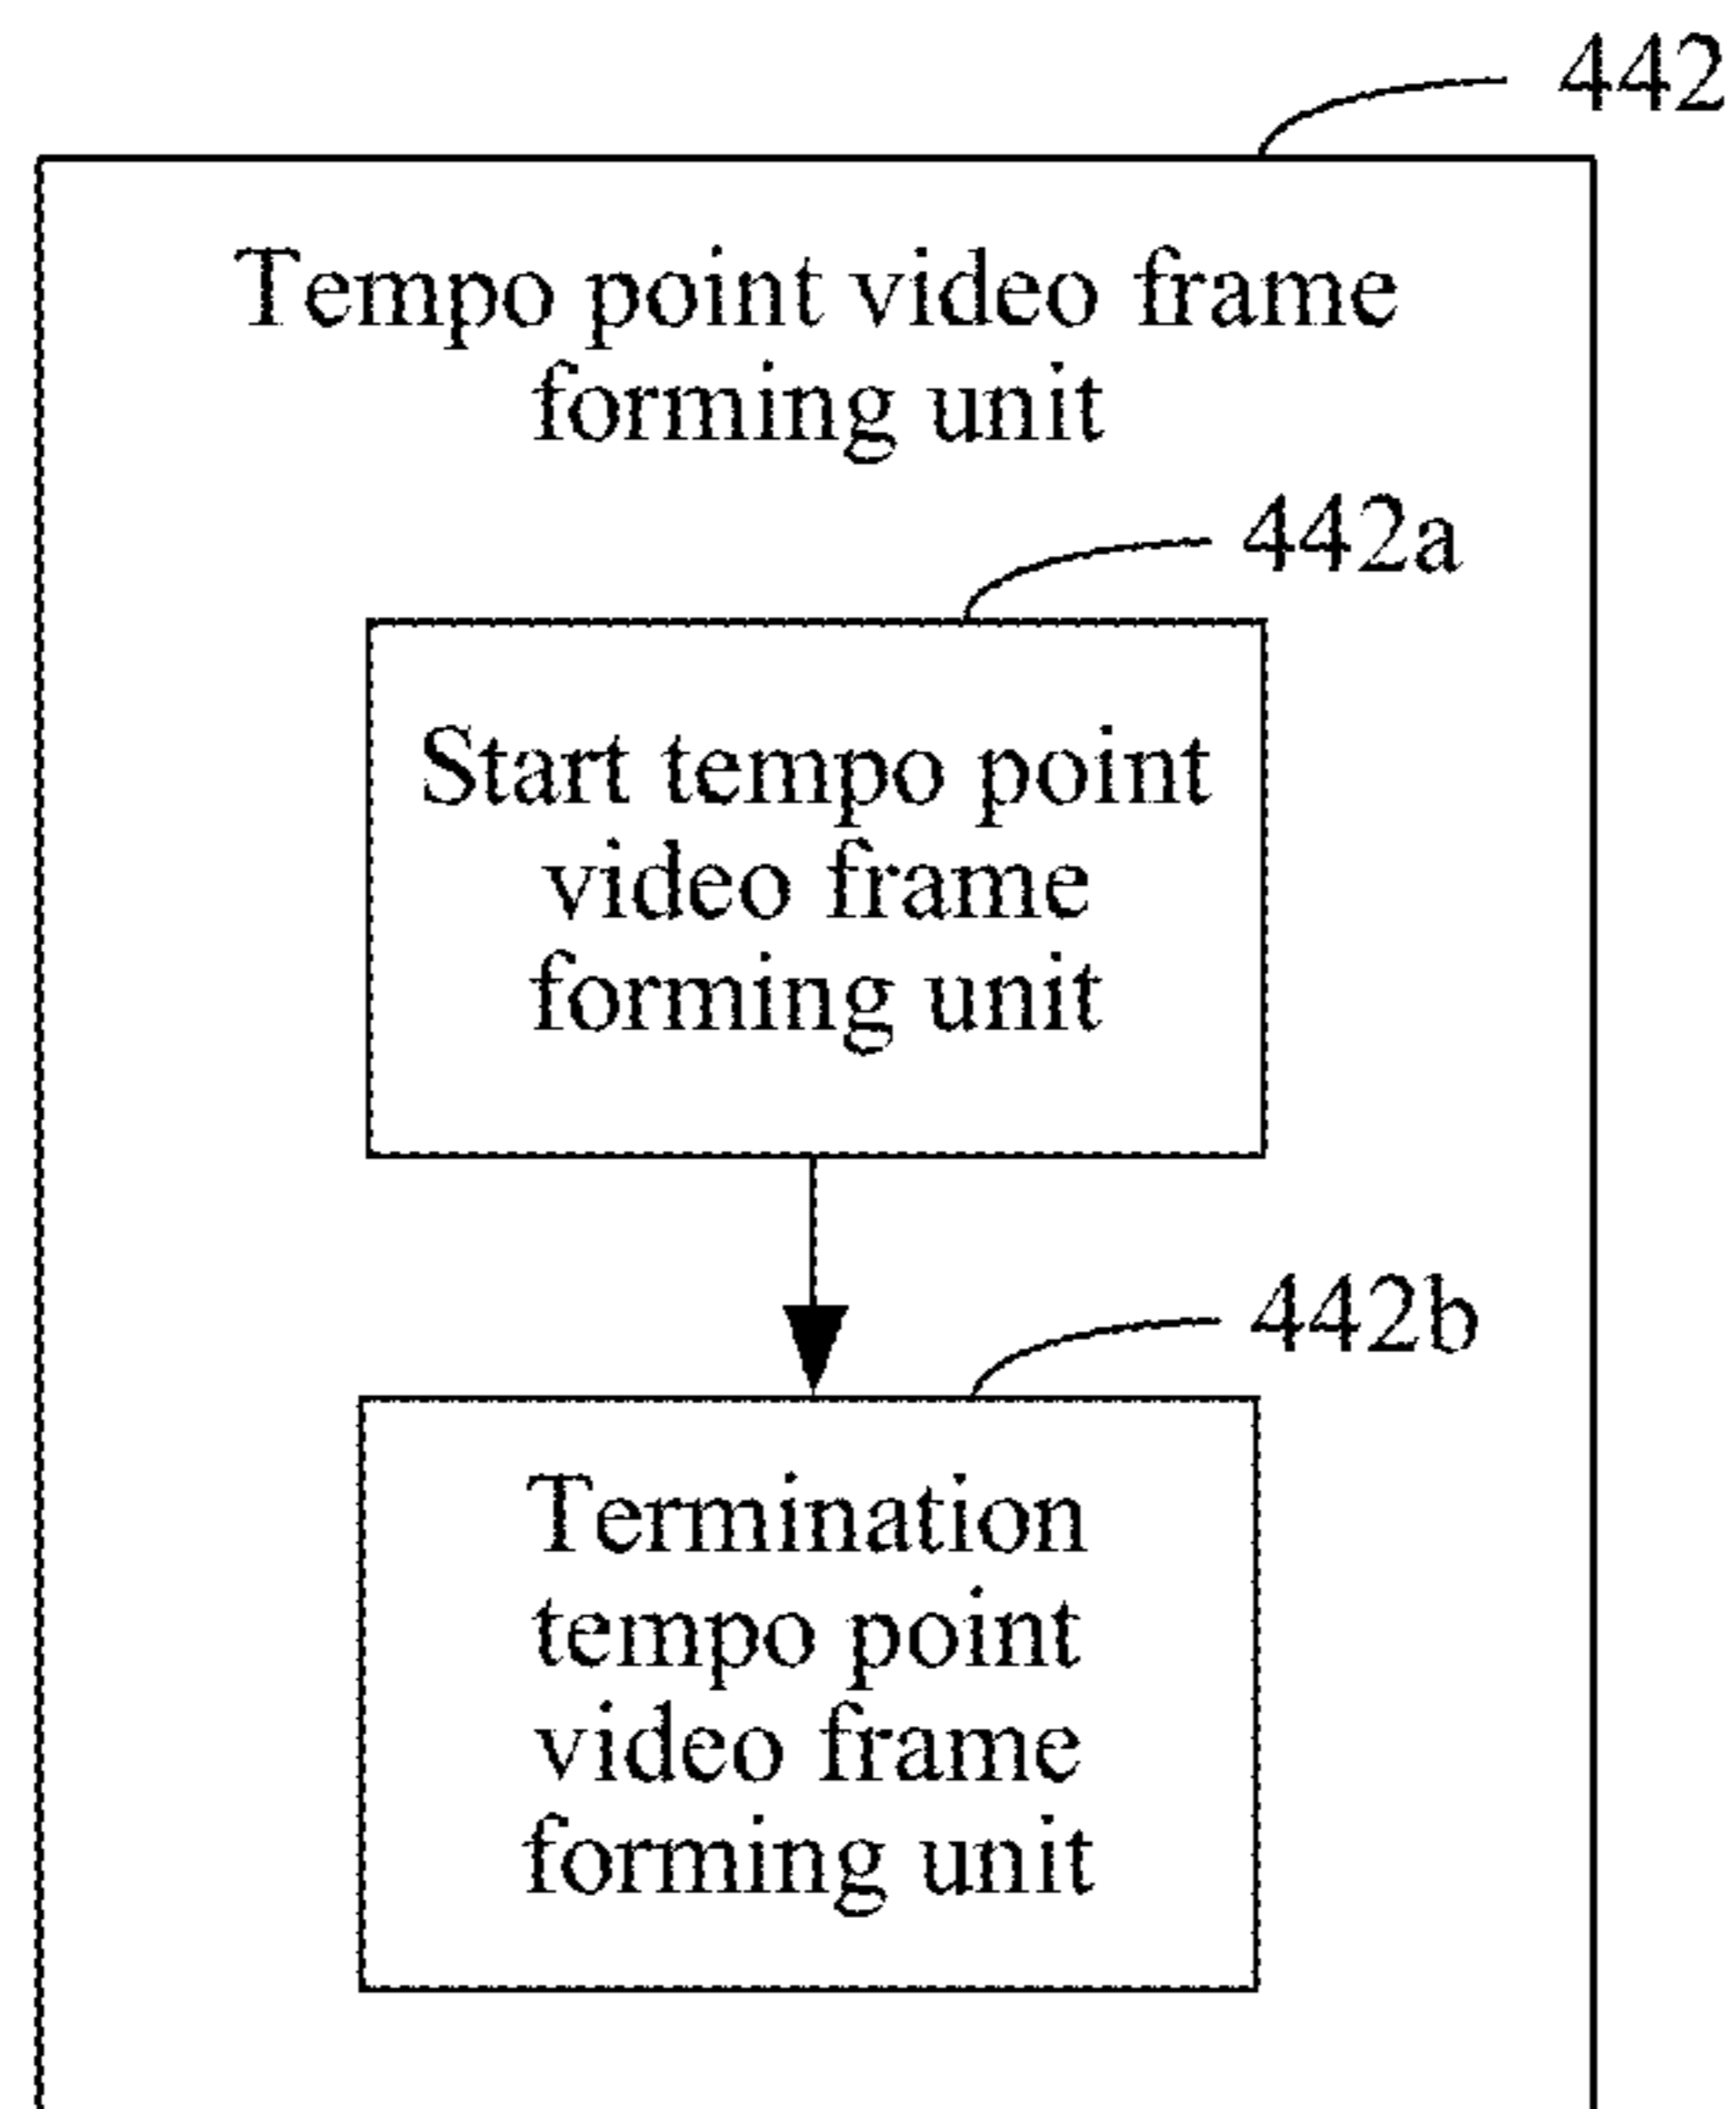 442
Tempo point video frame
forming unit
442a
Start tempo point
video frame
forming unit
442b
Termination
tempo point
video frame
forming unit